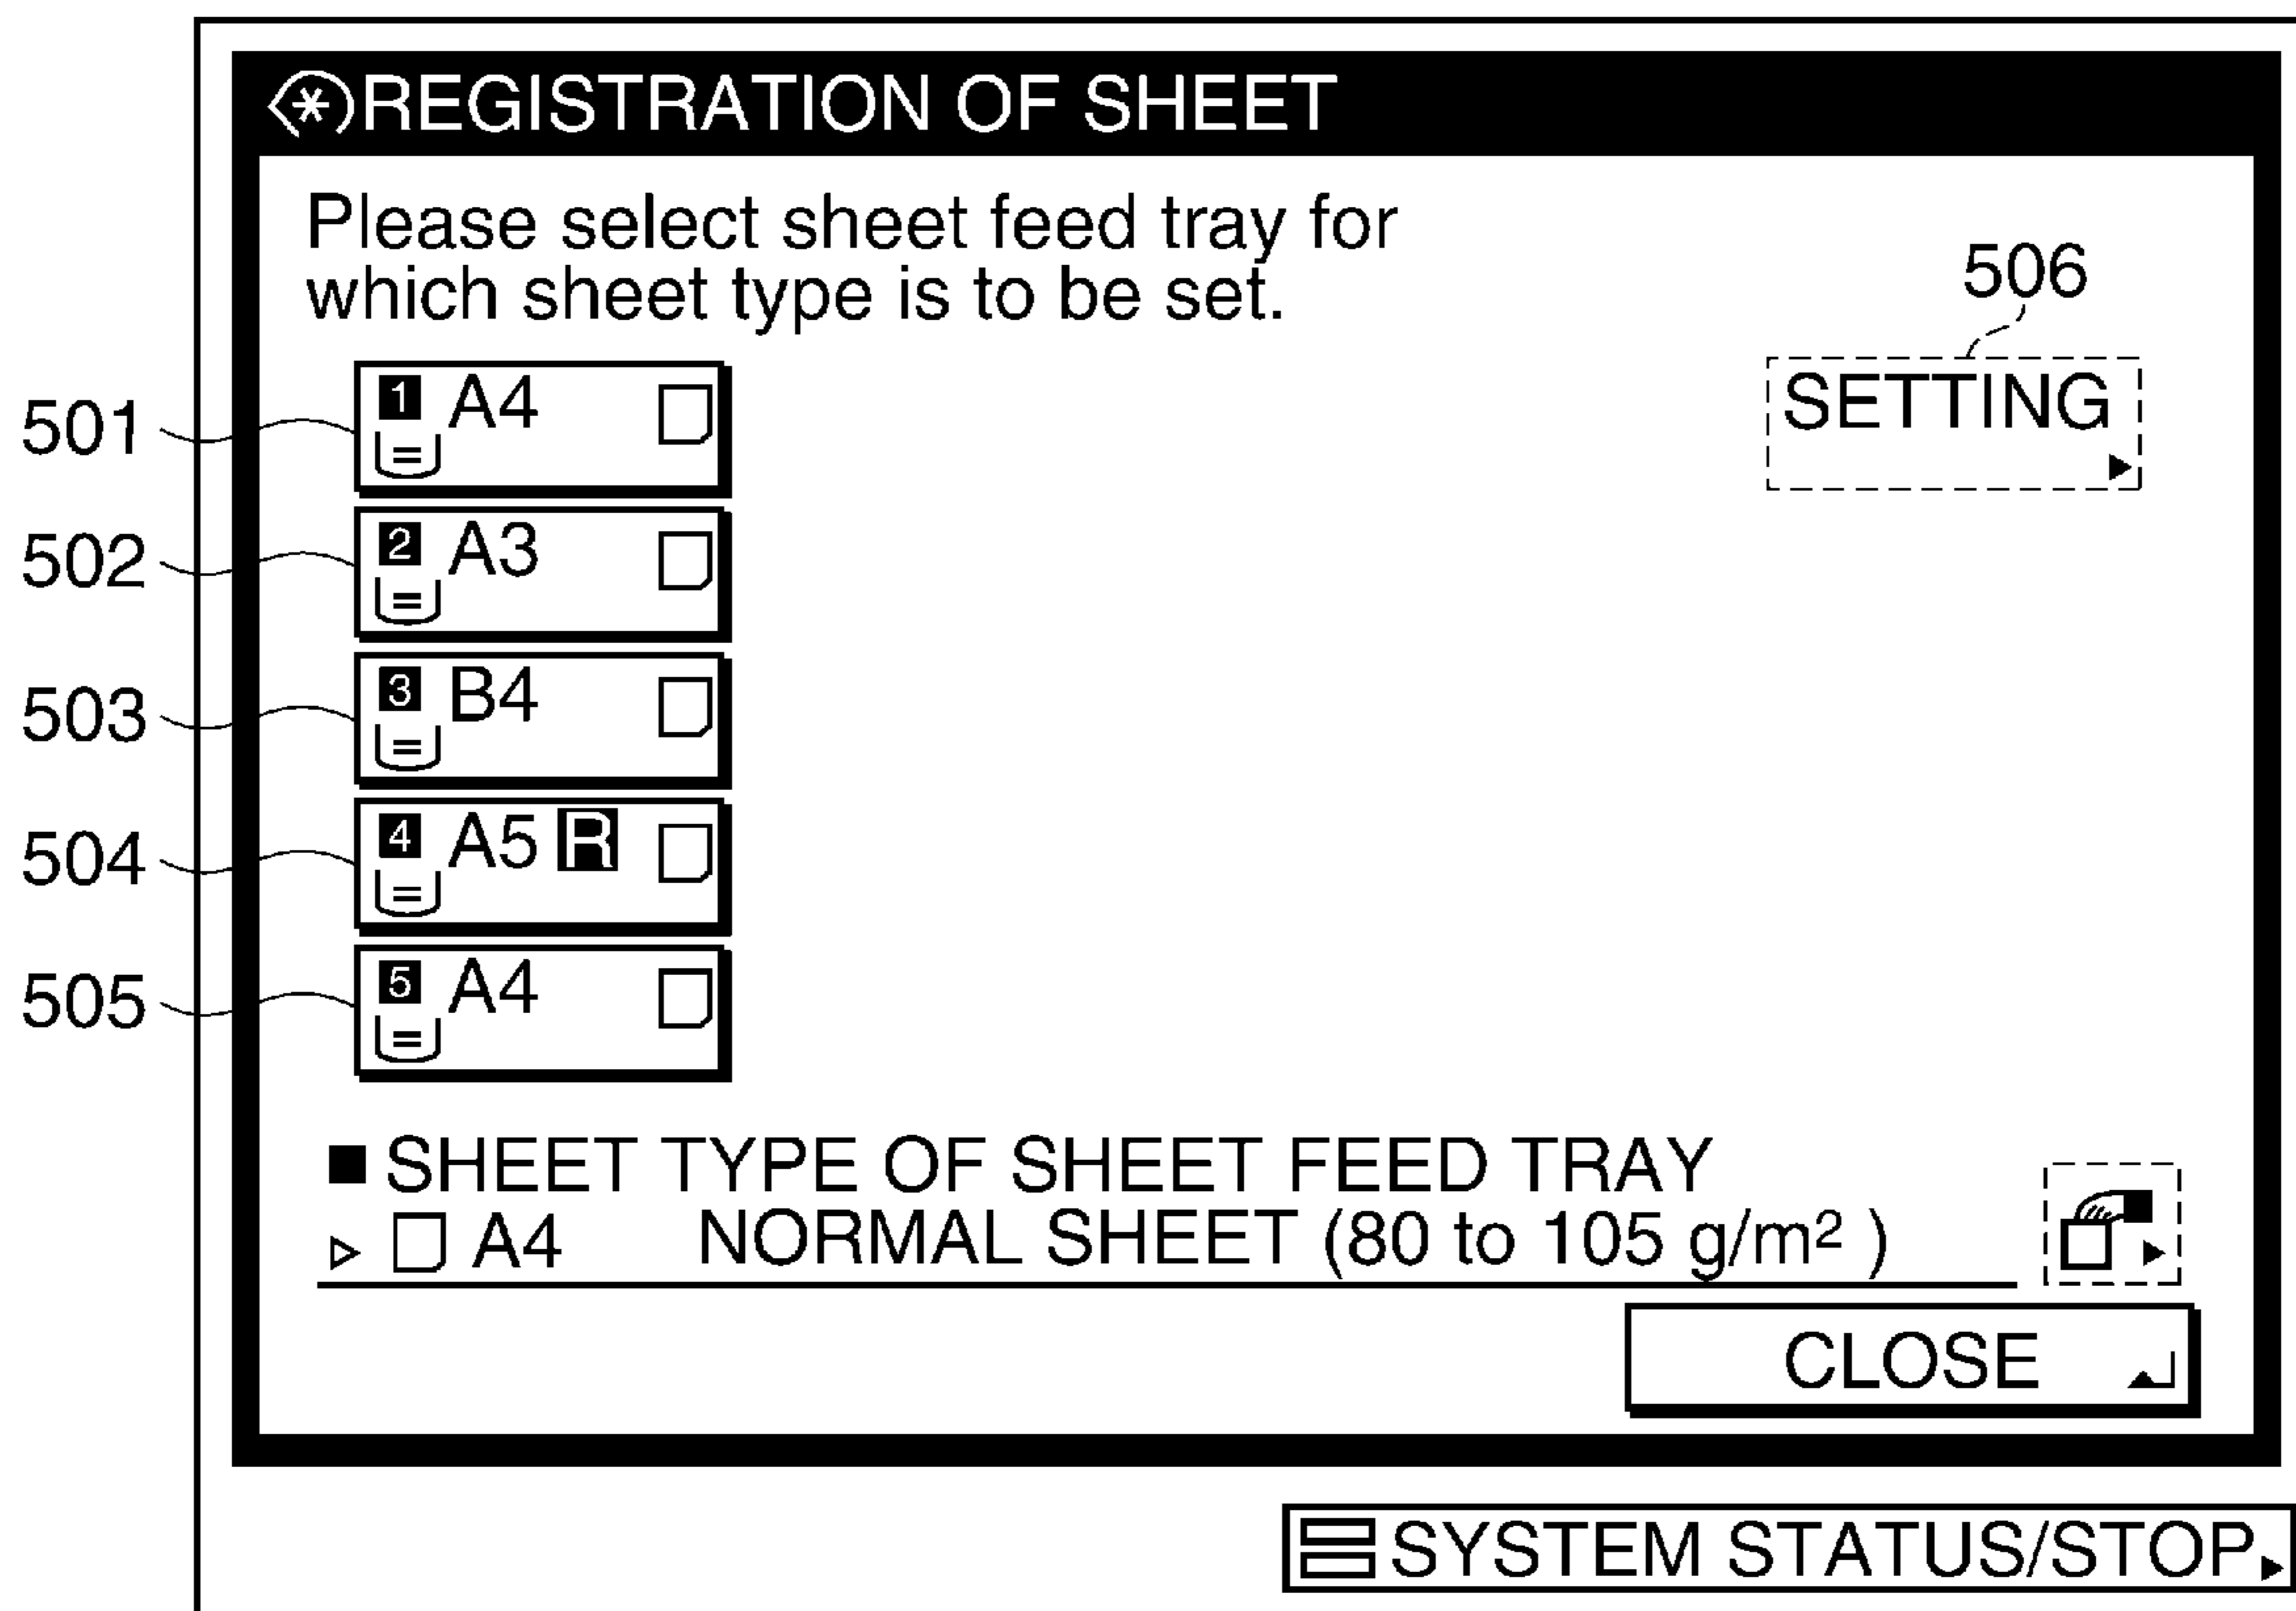 REGISTRATION OF SHEET
Please select sheet feed tray for
which sheet type is to be set.
506
SETTING
501
1 A4
502
2 A3
503
3 B4
504
4 A5 R
505
5 A4
SHEET TYPE OF SHEET FEED TRAY
A4 NORMAL SHEET (80 to 105 g/m2 )
CLOSE
SYSTEM STATUS/STOP